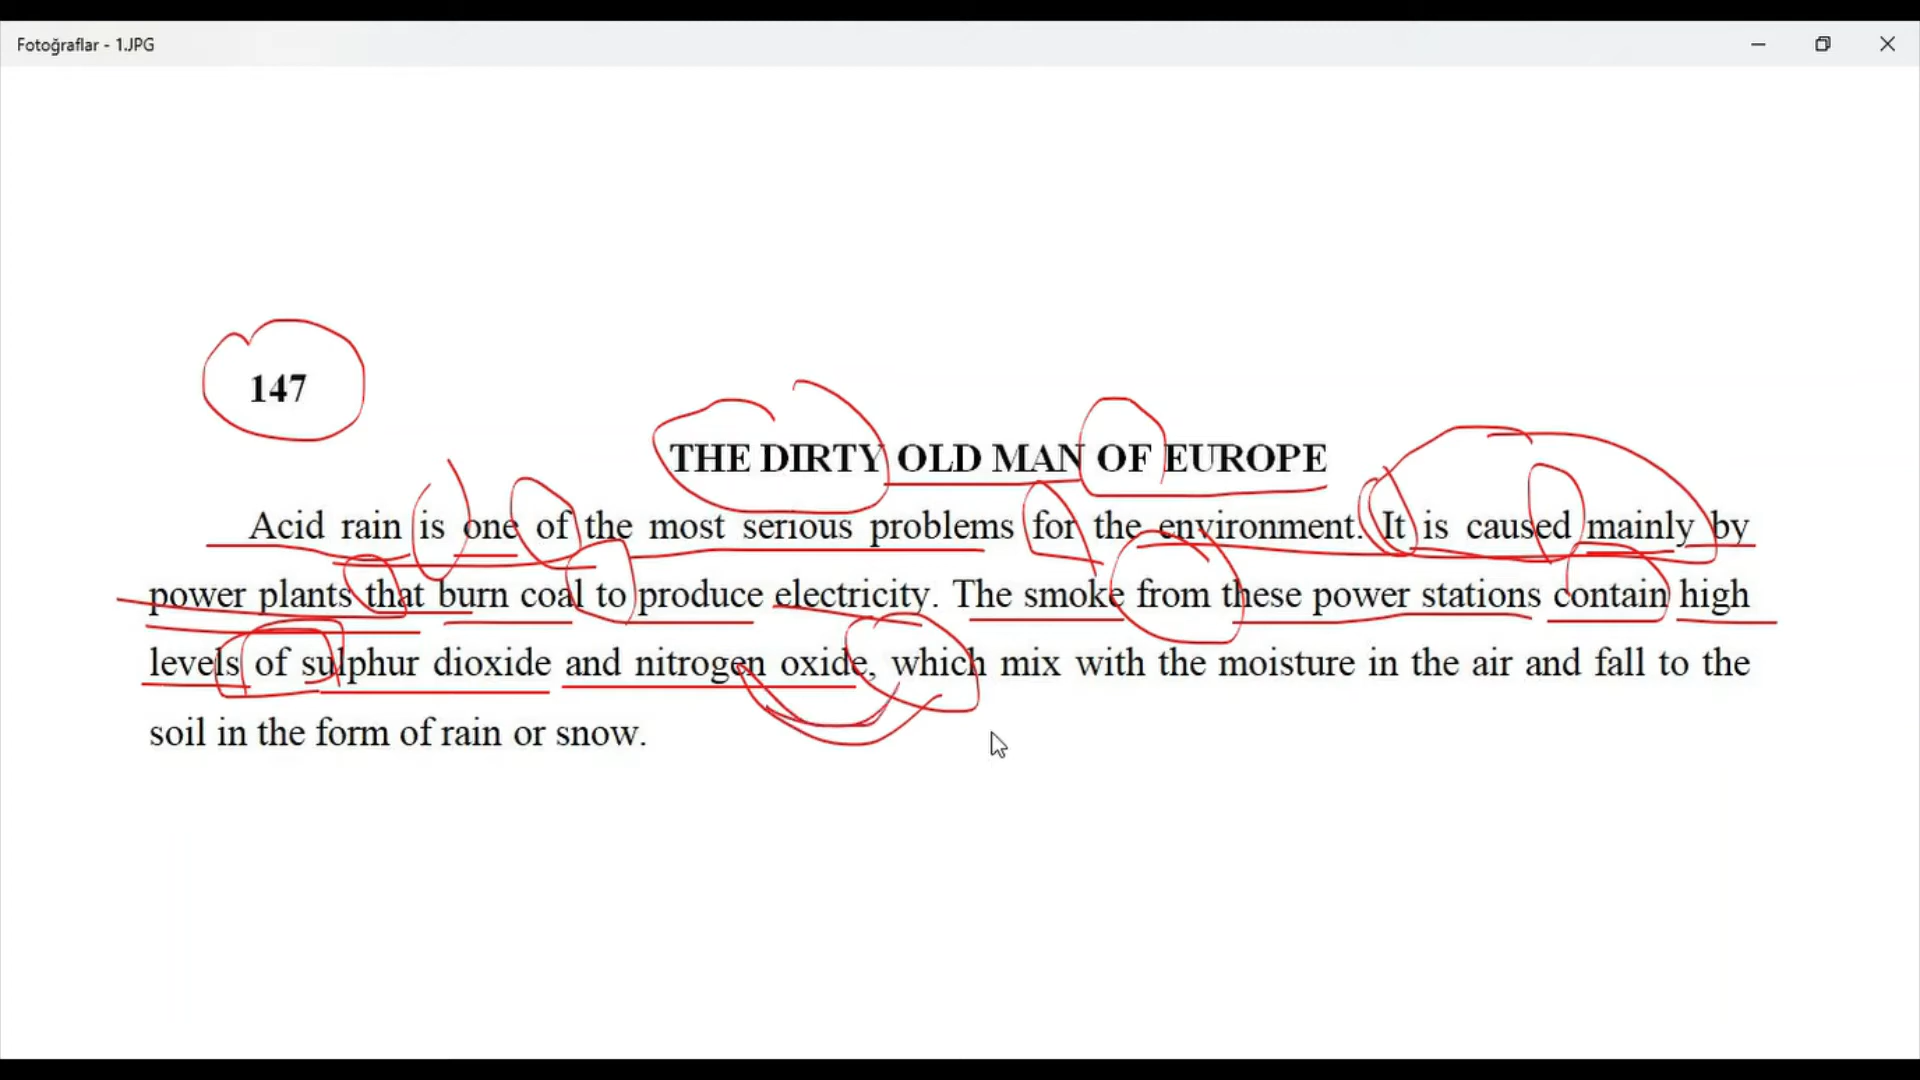 Fotoğraflar - 1.JPG
147
THE DIRTY OLD MAN OF EUROPE
Acid rain is one of the most serious problems for the environment. It is caused mainly by
power plants that burn coal to produce electricity. The smoke from these power stations contain high
levels of sulphur dioxide and nitrogen oxide, which mix with the moisture in the air and fall to the
soil in the form of rain or snow.